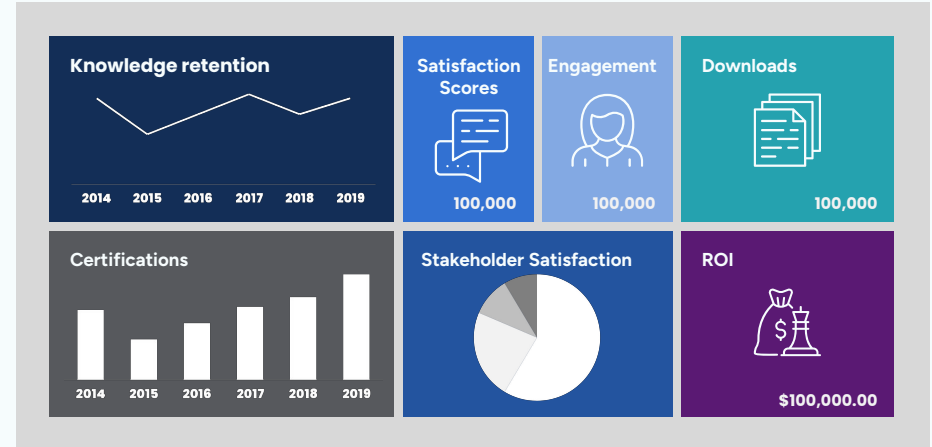 Knowledge retention
2014 2015 2016 2017 2018 2019
Satisfaction
Scores
100,000
Engagement
100,000
Downloads
100,000
Certifications
2014 2015 2016 2017 2018 2019
Stakeholder Satisfaction
ROI
$
$100,000.00